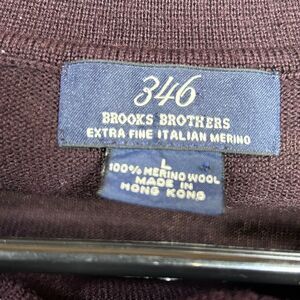 346
BROOKS BROTHERS
EXTRA FINE ITALIAN MERINO
L
100% MERINO WOOL
MADE IN
HONG KONG